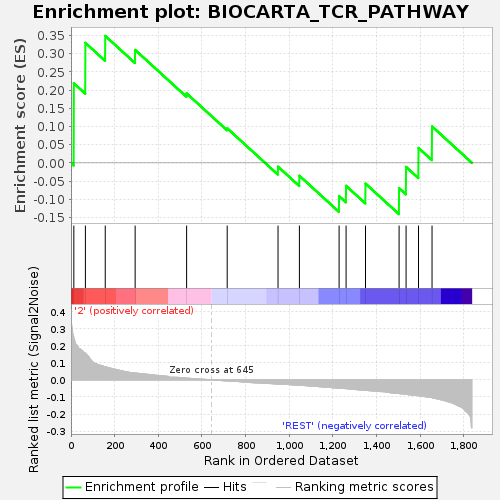 Enrichment plot: BIOCARTA_TCR_PATHWAY
Enrichment score (ES)
0.35
0.30
0.25
0.20
0.15
0.10
0.05
0.00
-0.05
-0.10
-0.15
Ranked list metric (Signal2Noise)
0.4
0.3
0.2
0.1
0.0
-0.1
-0.2
-0.3
'2' (positively correlated)
Zero cross at 645
'REST' (negatively correlated)
0 200 400 600 800 1,000 1,200 1,400 1,600 1,800
Rank in Ordered Dataset
Enrichment profile Hits Ranking metric scores